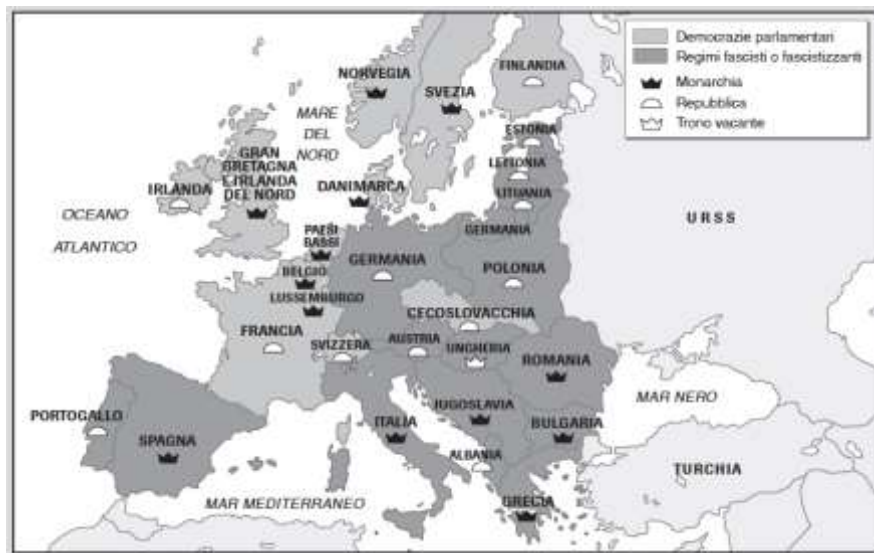 Democrazie parlamentari
Regimi fascisti o fascistizzanti
Monarchia
Repubblica
Trono vacante
NORVEGIA
SVEZIA
FINLANDIA
MARE
DEL
NORD
ESTONIA
LETTONIA
LITUANIA
GRAN
BRETAGNA
E IRLANDA
DEL NORD
IRLANDA
DANIMARCA
OCEANO
ATLANTICO
URSS
PAESI
BASSI
GERMANIA
GERMANIA
POLONIA
BELGIO
LUSSEMBURGO
CECOSLOVACCHIA
FRANCIA
SVIZZERA
AUSTRIA
UNGHERIA
ROMANIA
MAR NERO
PORTOGALLO
SPAGNA
ITALIA
JUGOSLAVIA
BULGARIA
ALBANIA
TURCHIA
MAR MEDITERRANEO
GRECIA